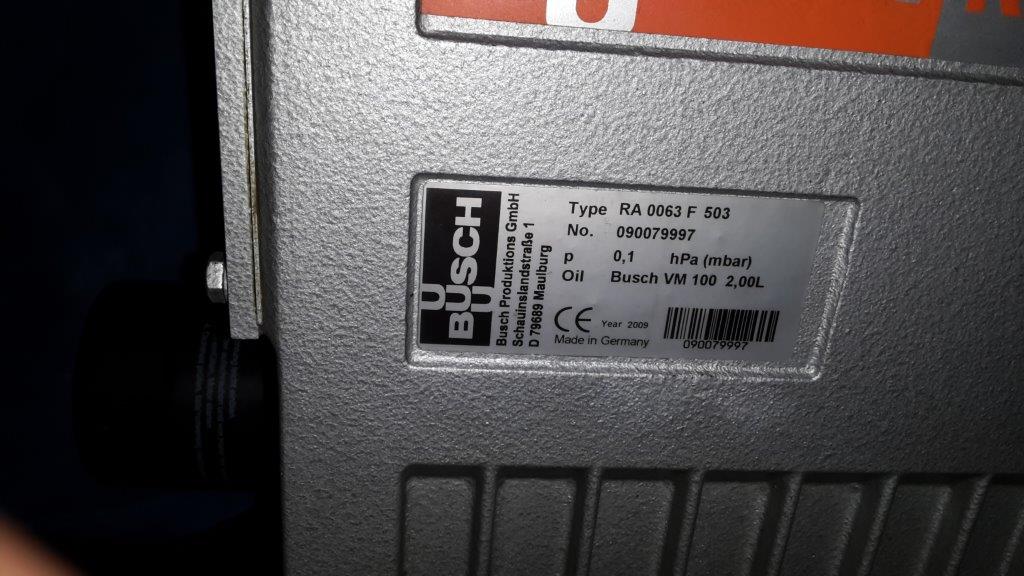 BUSCH
Busch Produktions GmbH
Schauinslandstraße 1
D 79689 Maulburg
Type RA 0063 F 503
No. 090079997
p 0,1 hPa (mbar)
Oil Busch VM 100 2,00L
CE Year 2009
Made in Germany
090079997